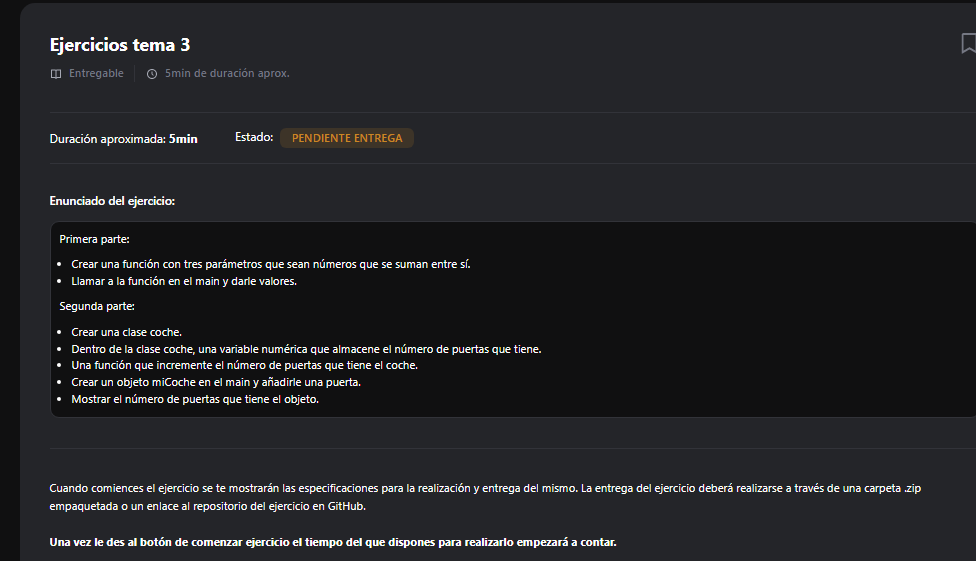 Ejercicios tema 3
Entregable
5min de duración aprox.
Duración aproximada: 5min
Estado: PENDIENTE ENTREGA
Enunciado del ejercicio:
Primera parte:
• Crear una función con tres parámetros que sean números que se suman entre sí.
• Llamar a la función en el main y darle valores.
Segunda parte:
• Crear una clase coche.
• Dentro de la clase coche, una variable numérica que almacene el número de puertas que tiene.
• Una función que incremente el número de puertas que tiene el coche.
• Crear un objeto miCoche en el main y añadirle una puerta.
• Mostrar el número de puertas que tiene el objeto.
Cuando comiences el ejercicio se te mostrarán las especificaciones para la realización y entrega del mismo. La entrega del ejercicio deberá realizarse a través de una carpeta .zip
empaquetada o un enlace al repositorio del ejercicio en GitHub.
Una vez le des al botón de comenzar ejercicio el tiempo del que dispones para realizarlo empezará a contar.